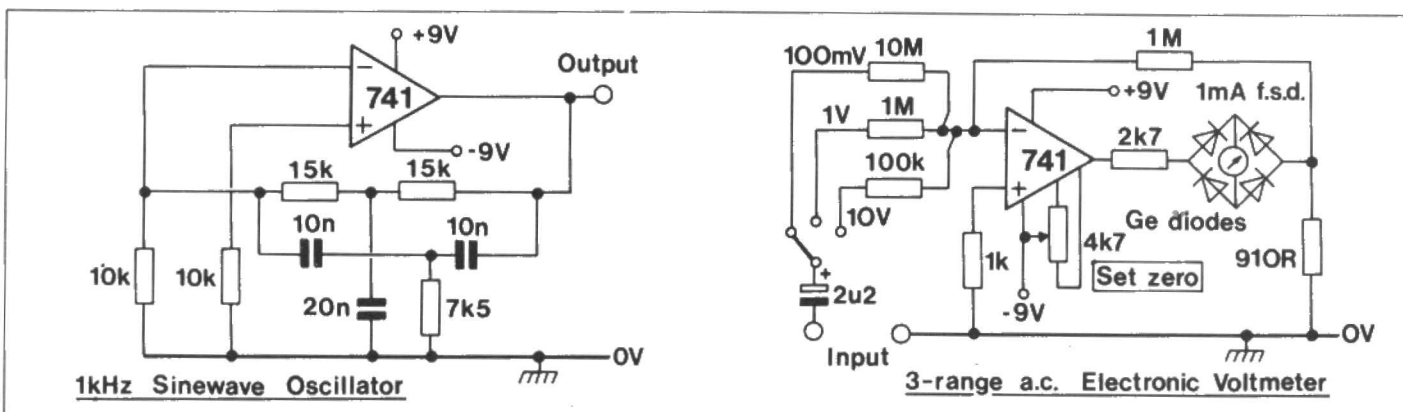 +9V
Output
741
-9V
15k
15k
10n
10n
10k
10k
20n
7k5
0V
1kHz Sinewave Oscillator
100mV
10M
1M
1V
1M
+9V
1mA f.s.d.
2k7
741
100k
10V
Ge diodes
4k7
1k
910R
Set zero
+
2u2
-9V
Input
0V
3-range a.c. Electronic Voltmeter